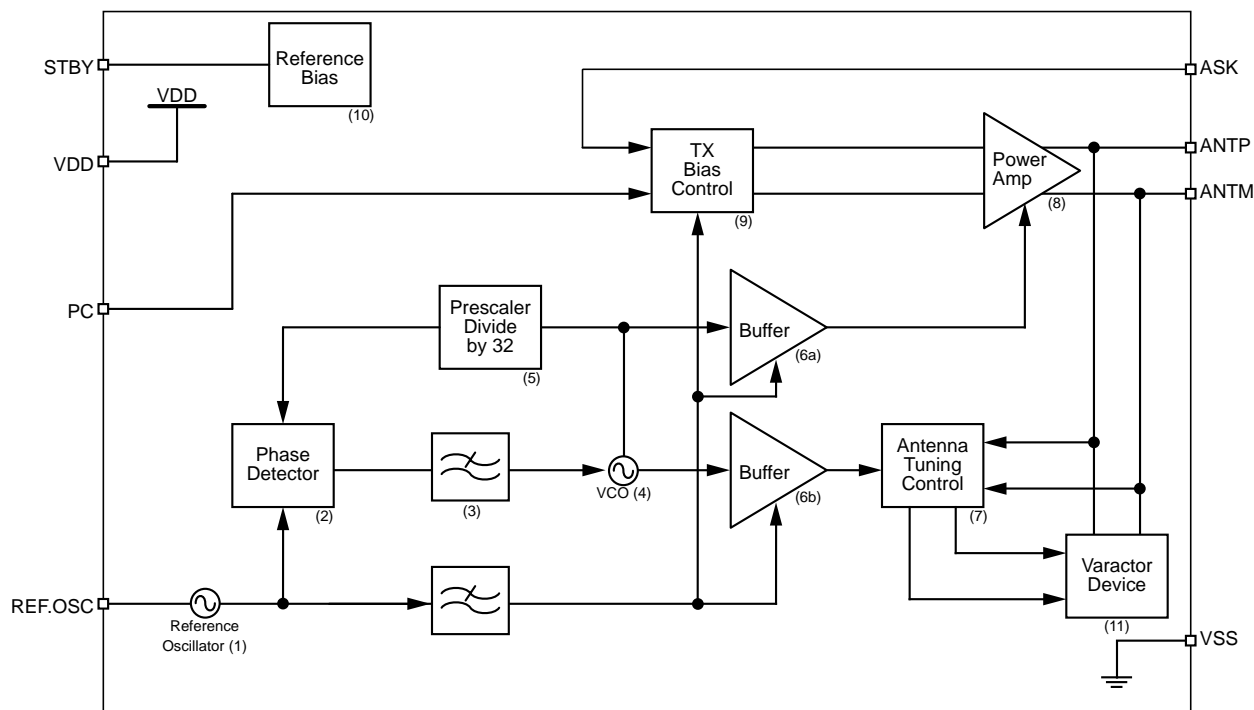 STBY
Reference
Bias
(10)
ASK
VDD
VDD
TX
Bias
Control
(9)
Power
Amp
(8)
ANTP
ANTM
PC
Prescaler
Divide
by 32
(5)
Buffer
(6a)
Phase
Detector
(2)
(3)
VCO (4)
Buffer
(6b)
Antenna
Tuning
Control
(7)
REF.OSC
Reference
Oscillator (1)
Varactor
Device
(11)
VSS